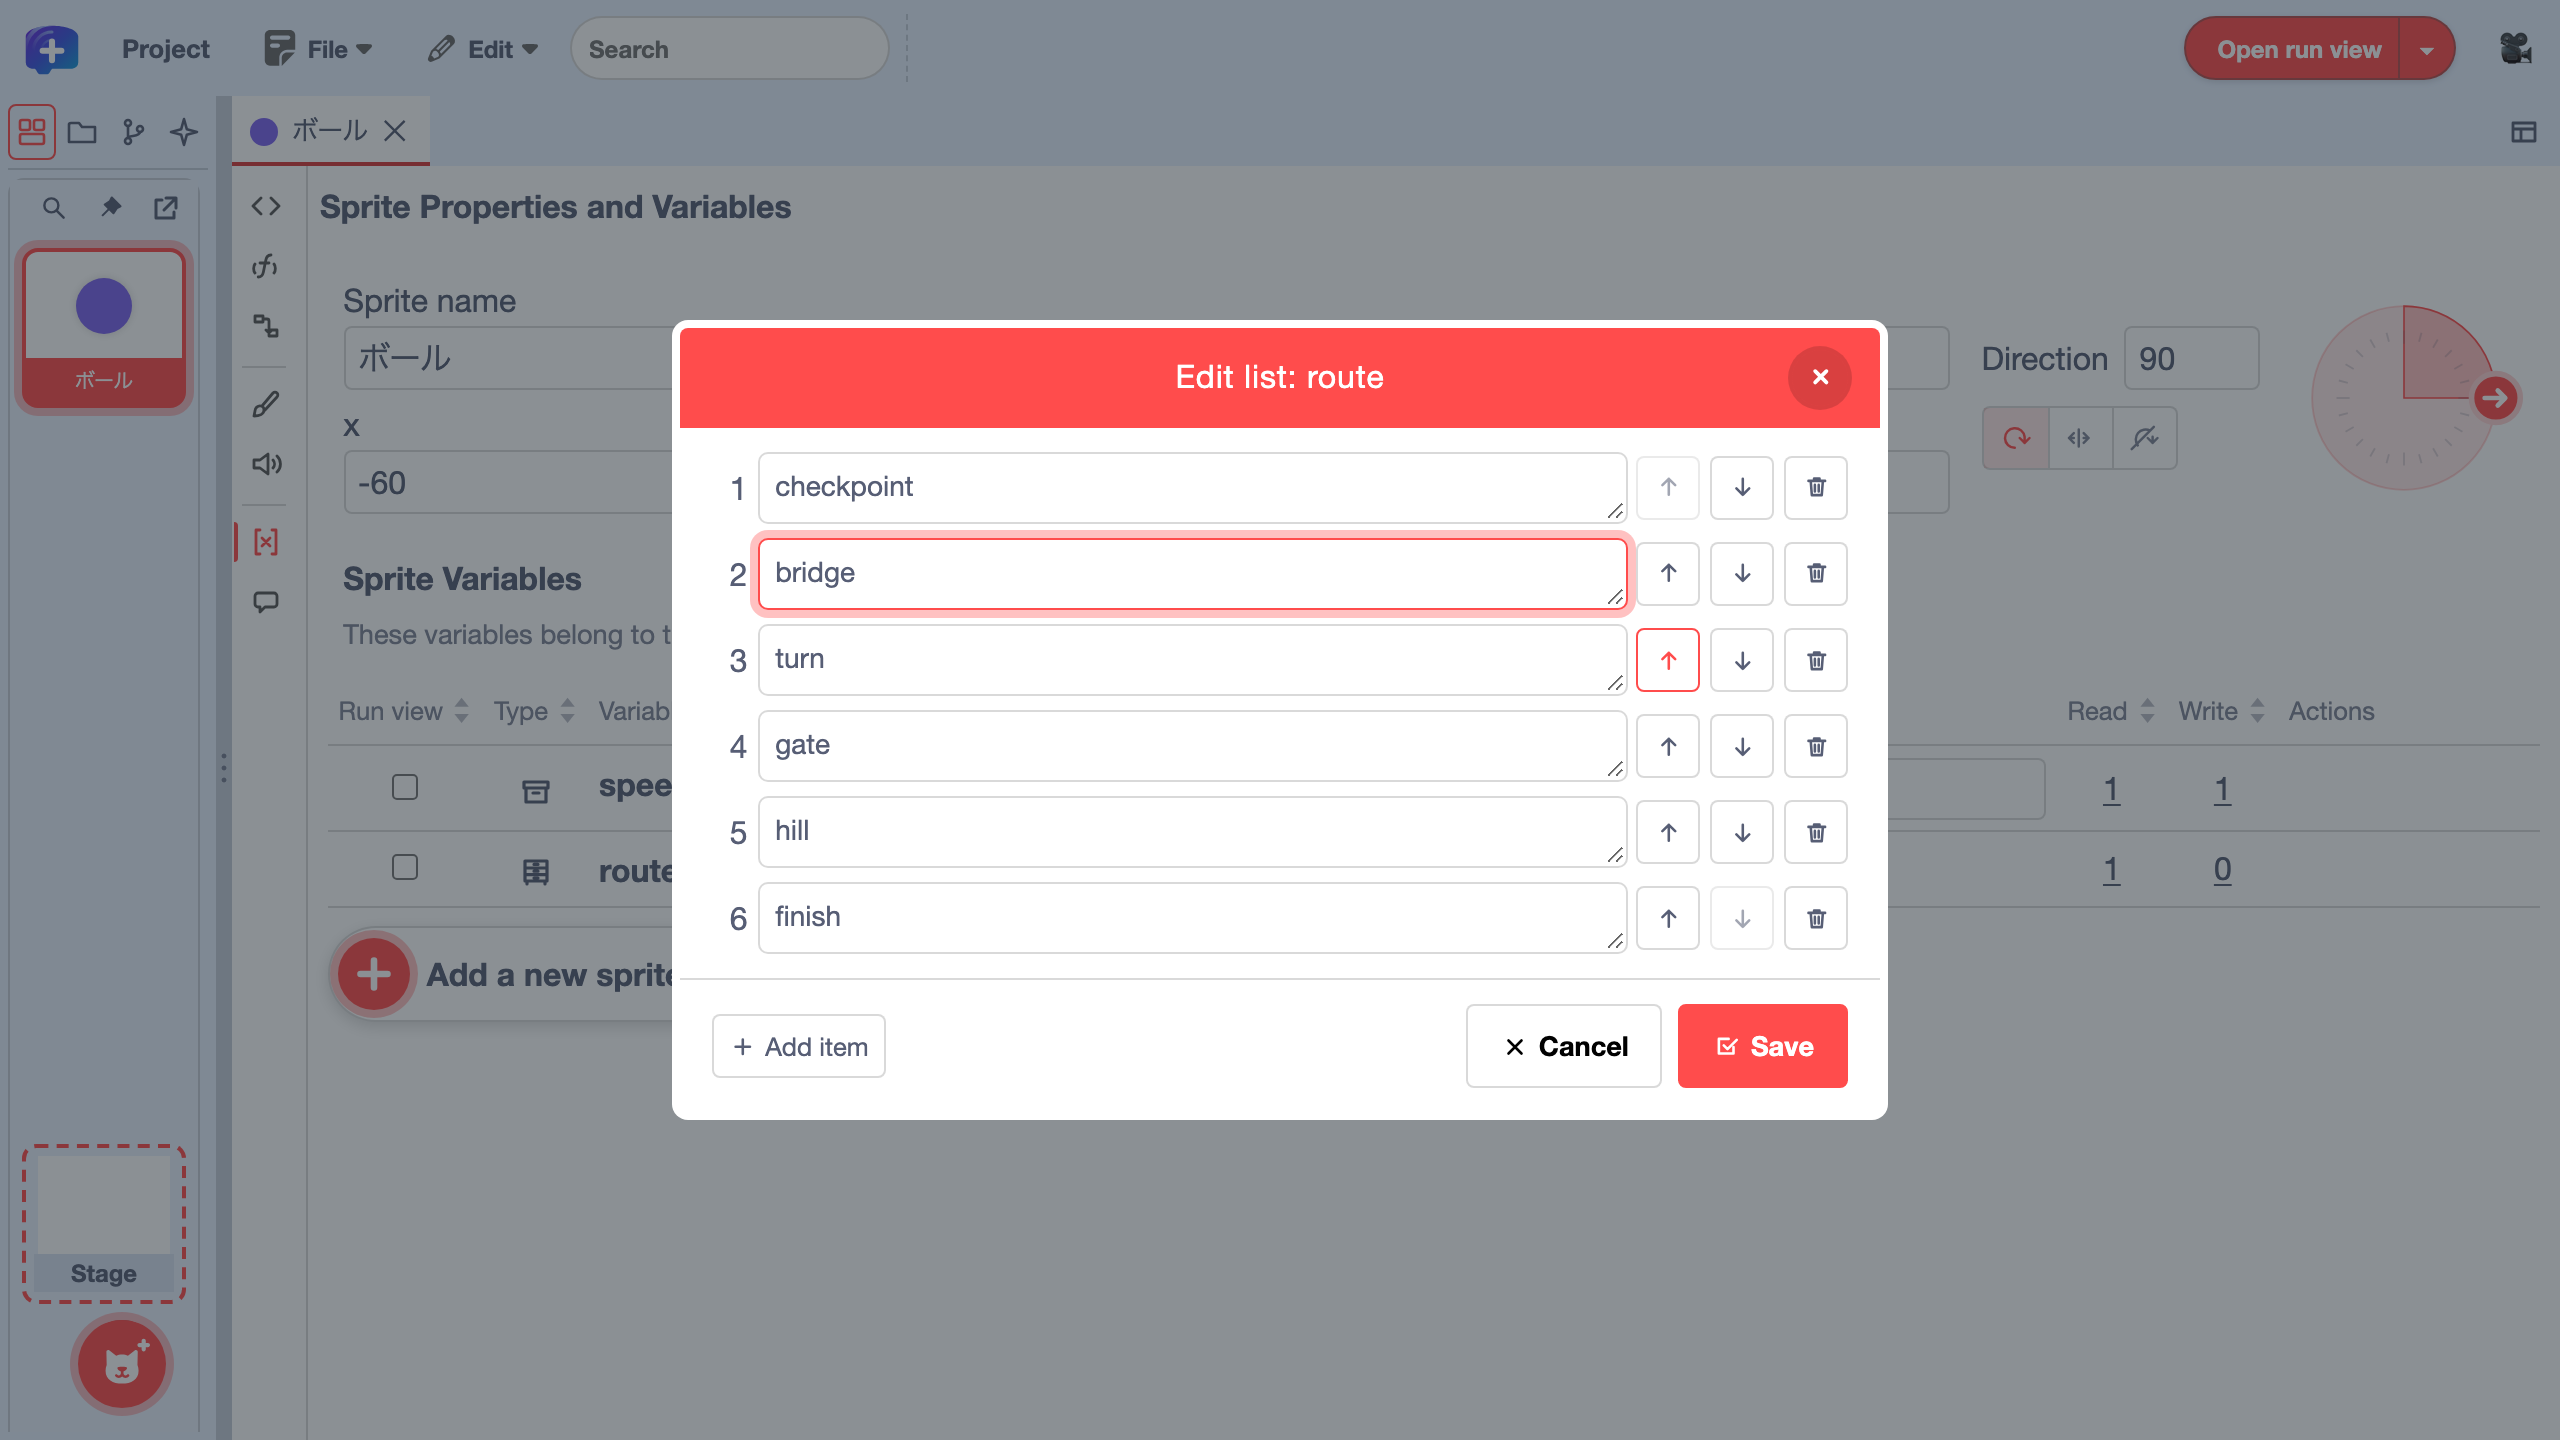 Project
File
Edit
Search
Open run view
ボール
ボール
Stage
Sprite Properties and Variables
Sprite name
ボール
x
-60
Direction
90
Sprite Variables
These variables belong to t
Run view
Type
Variab
Read
Write
Actions
spee
1
1
route
1
0
Add a new sprite
Edit list: route
1 checkpoint
2 bridge
3 turn
4 gate
5 hill
6 finish
Add item
Cancel
Save